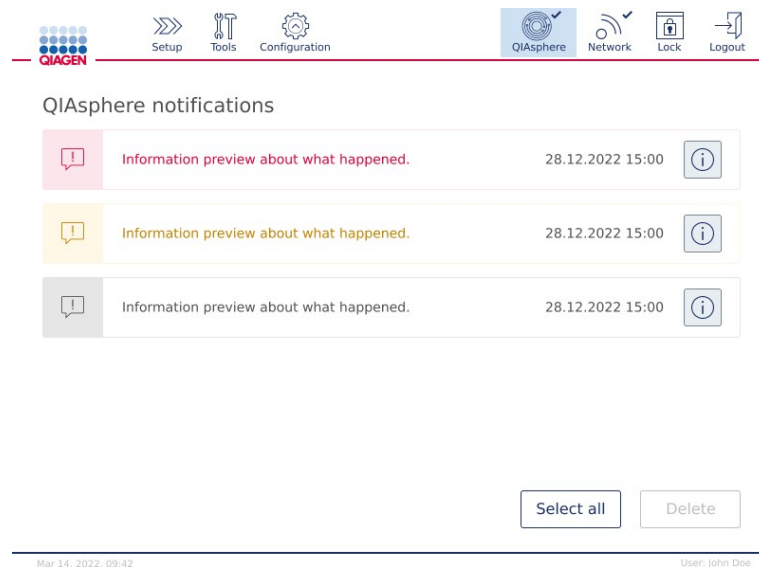 QIAGEN
Setup
Tools
Configuration
QIAsphere
Network
Lock
Logout
QIAsphere notifications
Information preview about what happened. 28.12.2022 15:00
Information preview about what happened. 28.12.2022 15:00
Information preview about what happened. 28.12.2022 15:00
Select all
Delete
Mar 14. 2022. 09:42
User: John Doe